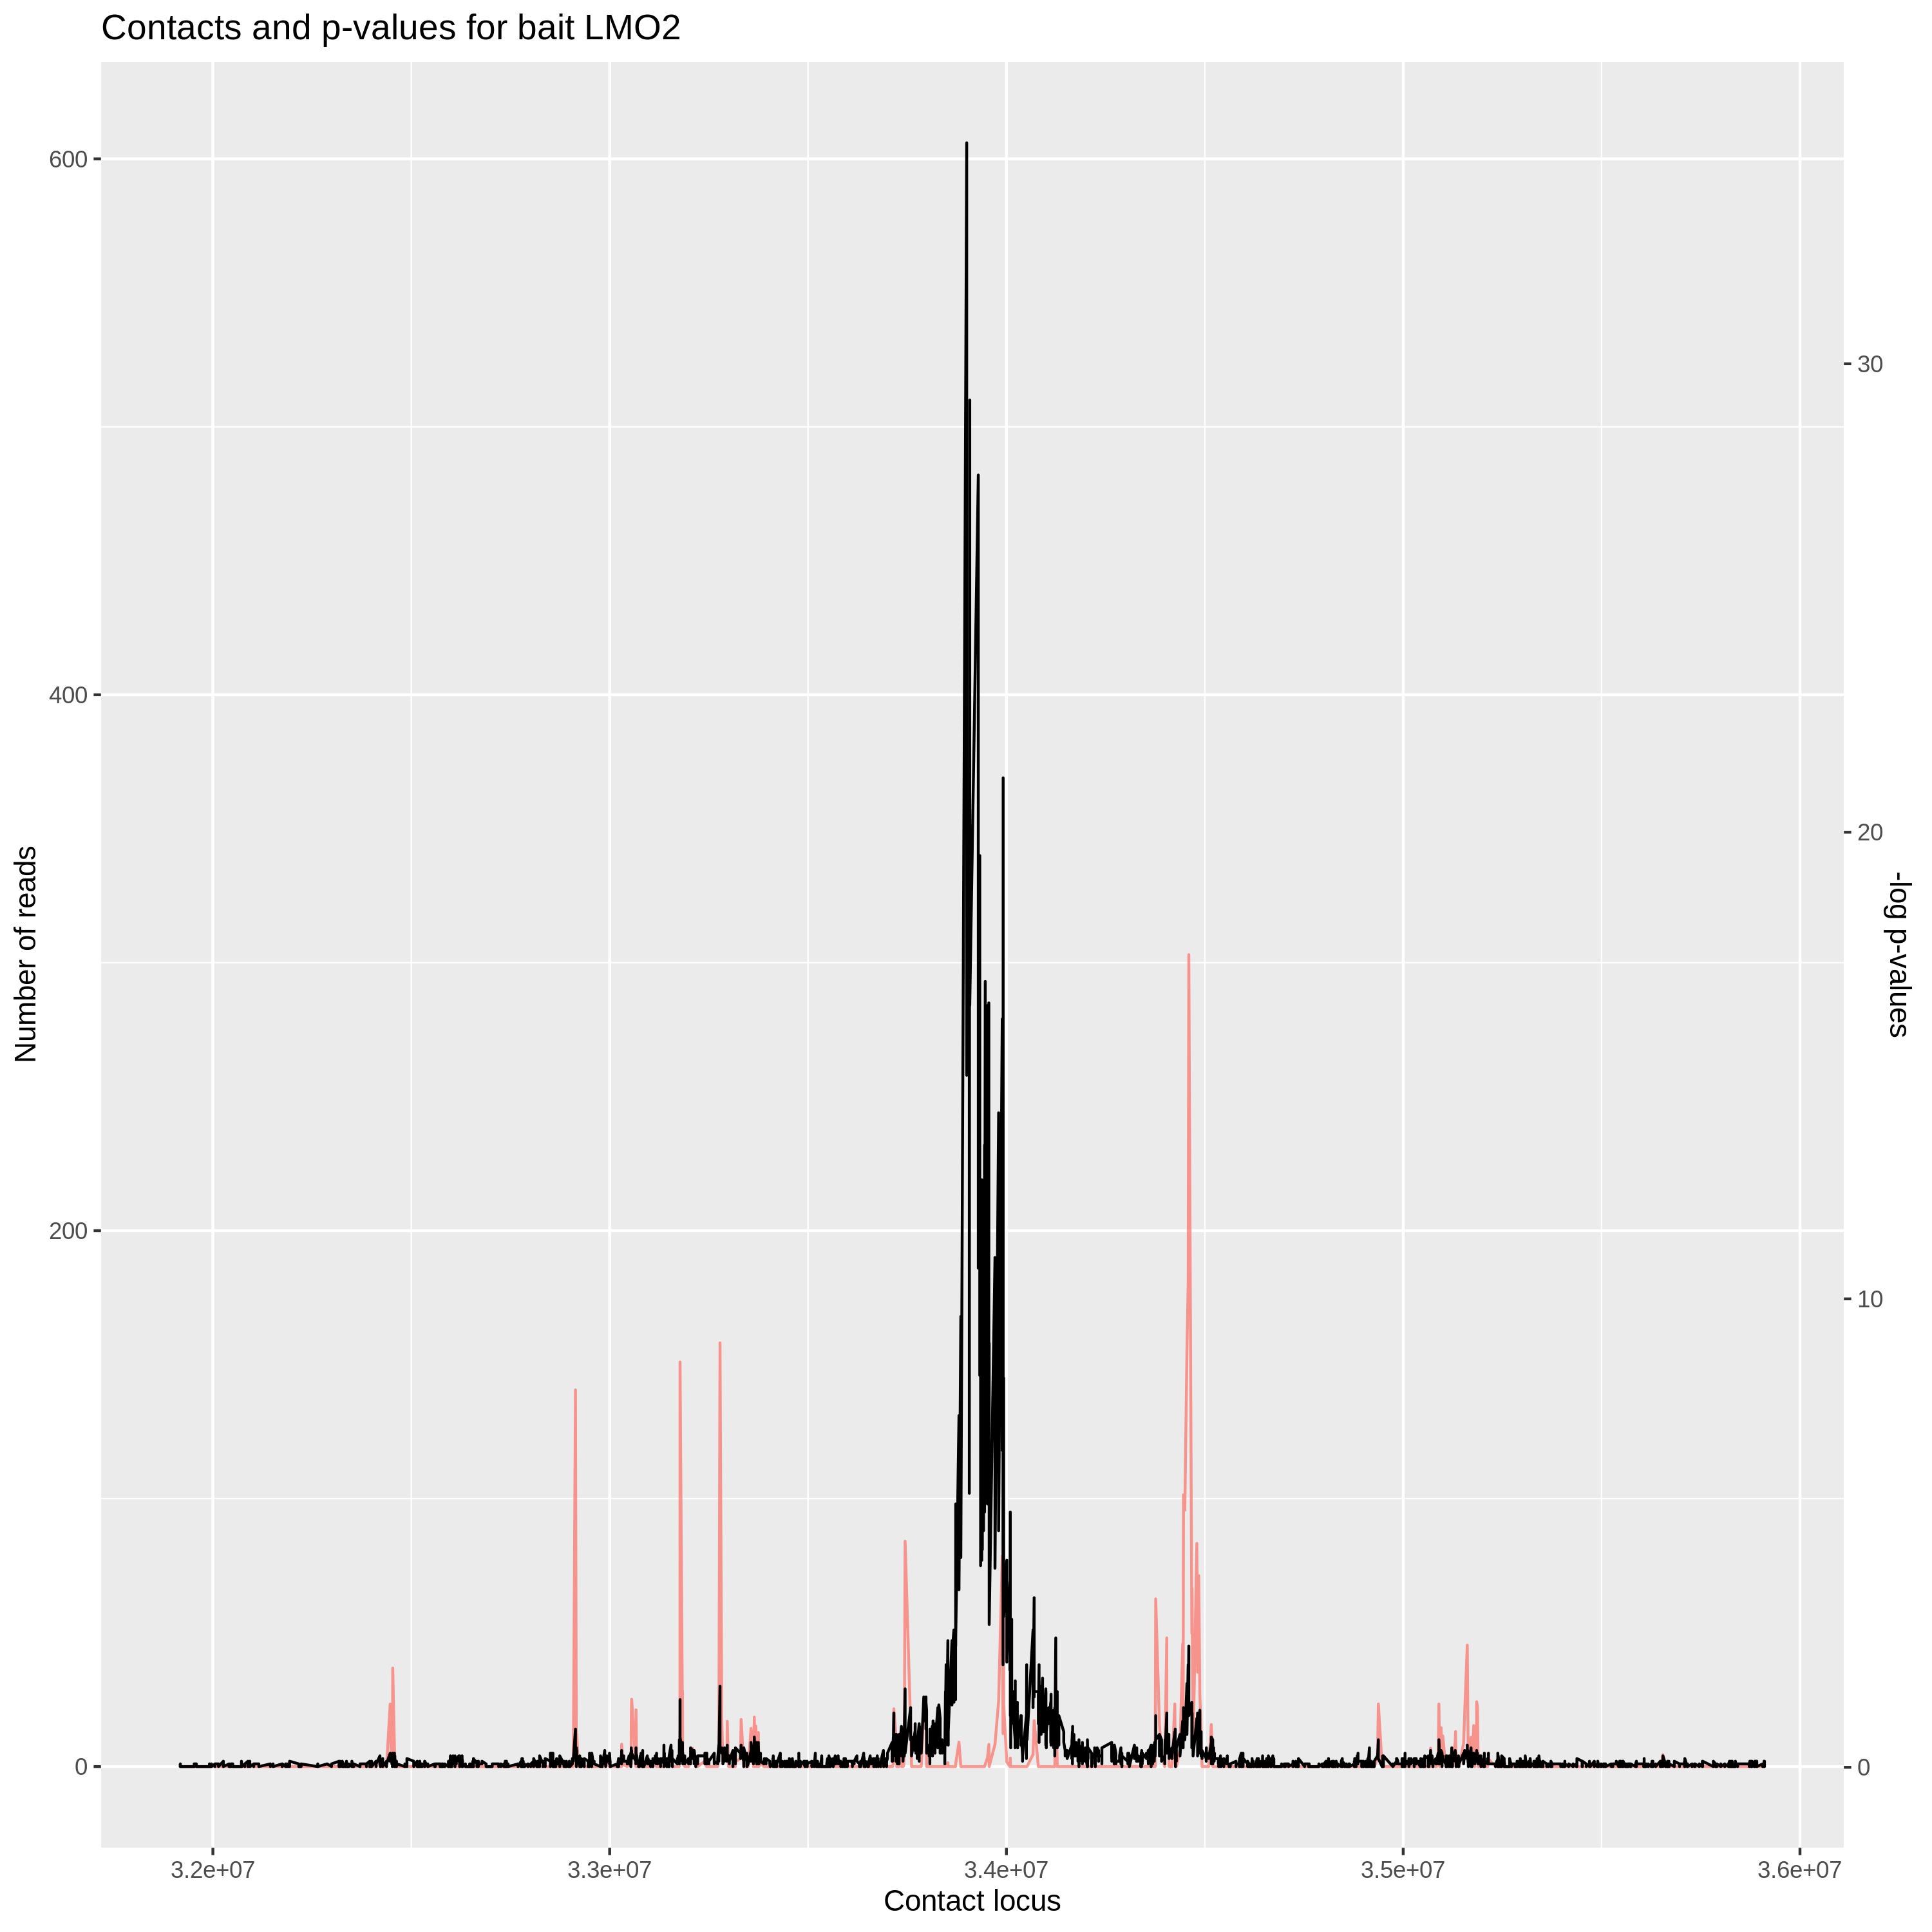 Contacts and p-values for bait LMO2
600
400
200
0
30
20
10
0
Number of reads
-log p-values
3.2e+07
3.3e+07
3.4e+07
3.5e+07
3.6e+07
Contact locus